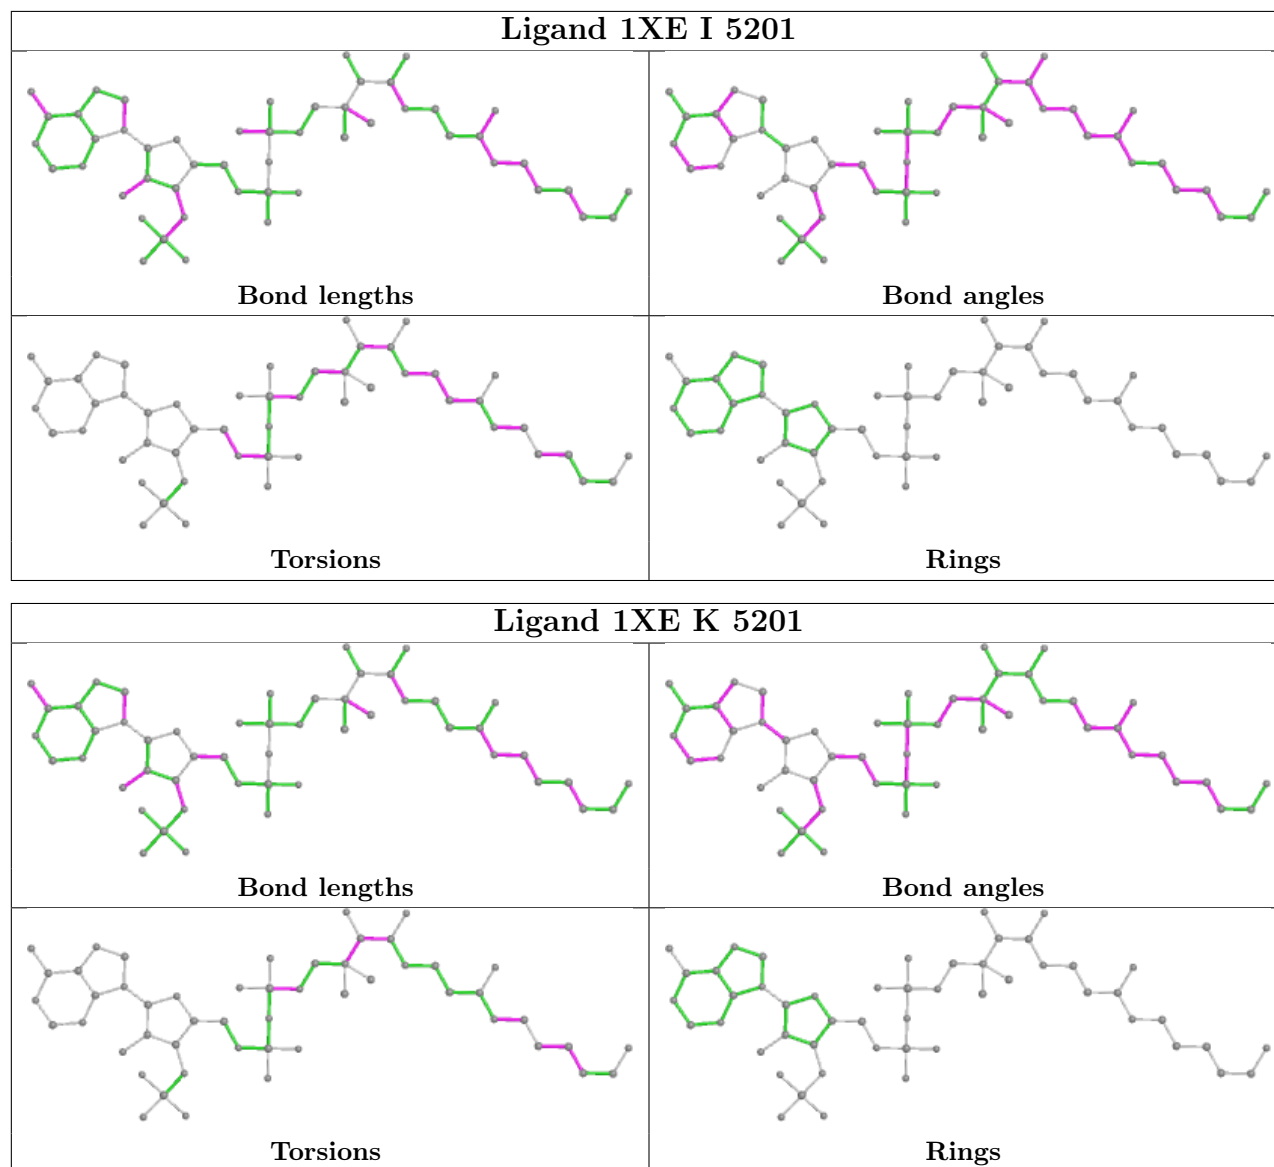 Ligand 1XE I 5201
Bond lengths
Bond angles
Torsions
Rings
Ligand 1XE K 5201
Bond lengths
Bond angles
Torsions
Rings